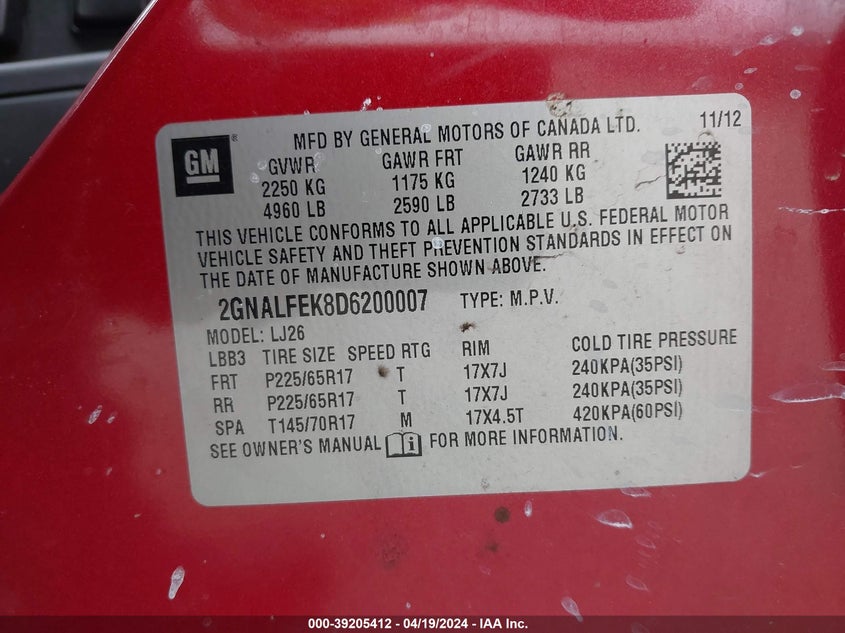 GM ®
MFD BY GENERAL MOTORS OF CANADA LTD. 11/12
GVWR GAWR FRT GAWR RR
2250 KG 1175 KG 1240 KG
4960 LB 2590 LB 2733 LB
THIS VEHICLE CONFORMS TO ALL APPLICABLE U.S. FEDERAL MOTOR
VEHICLE SAFETY AND THEFT PREVENTION STANDARDS IN EFFECT ON
THE DATE OF MANUFACTURE SHOWN ABOVE.
2GNALFEK8D6200007 TYPE: M.P.V.
MODEL: LJ26
LBB3 TIRE SIZE SPEED RTG RIM COLD TIRE PRESSURE
FRT P225/65R17 T 17X7J 240KPA(35PSI)
RR P225/65R17 T 17X7J 240KPA(35PSI)
SPA T145/70R17 M 17X4.5T 420KPA(60PSI)
SEE OWNER'S MANUAL i FOR MORE INFORMATION.
000-39205412 - 04/19/2024 - IAA Inc.